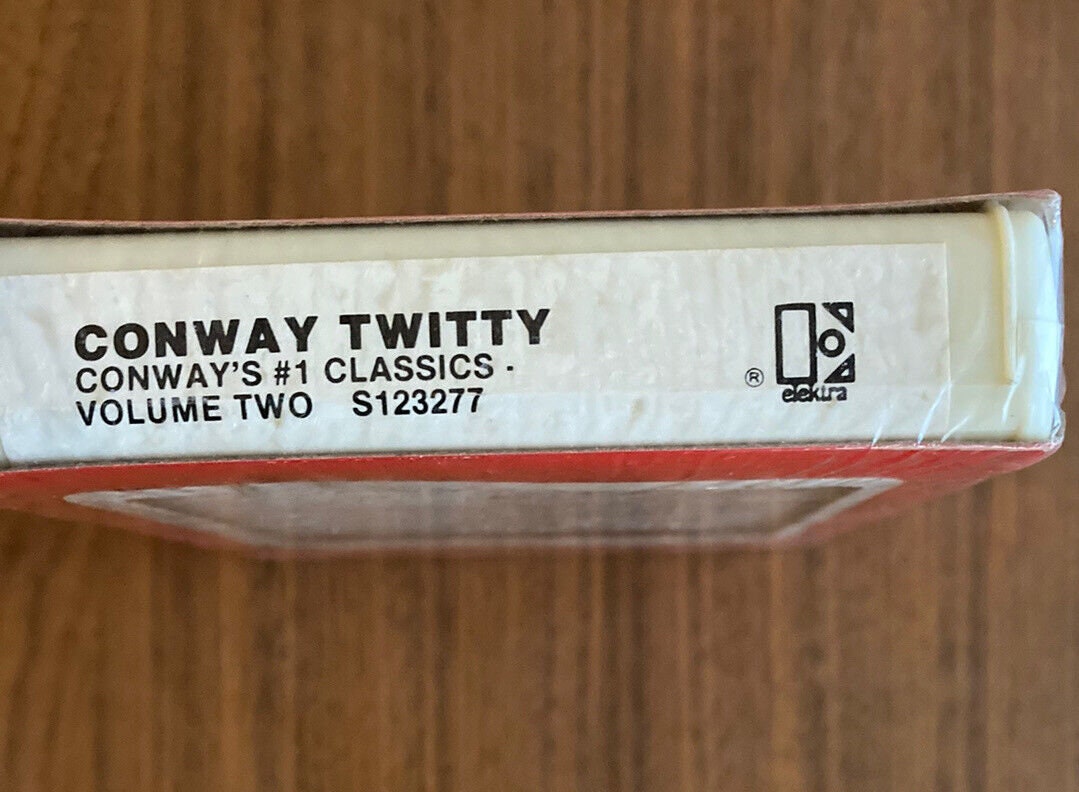 CONWAY TWITTY
CONWAY'S #1 CLASSICS -
VOLUME TWO S123277
®
elektra